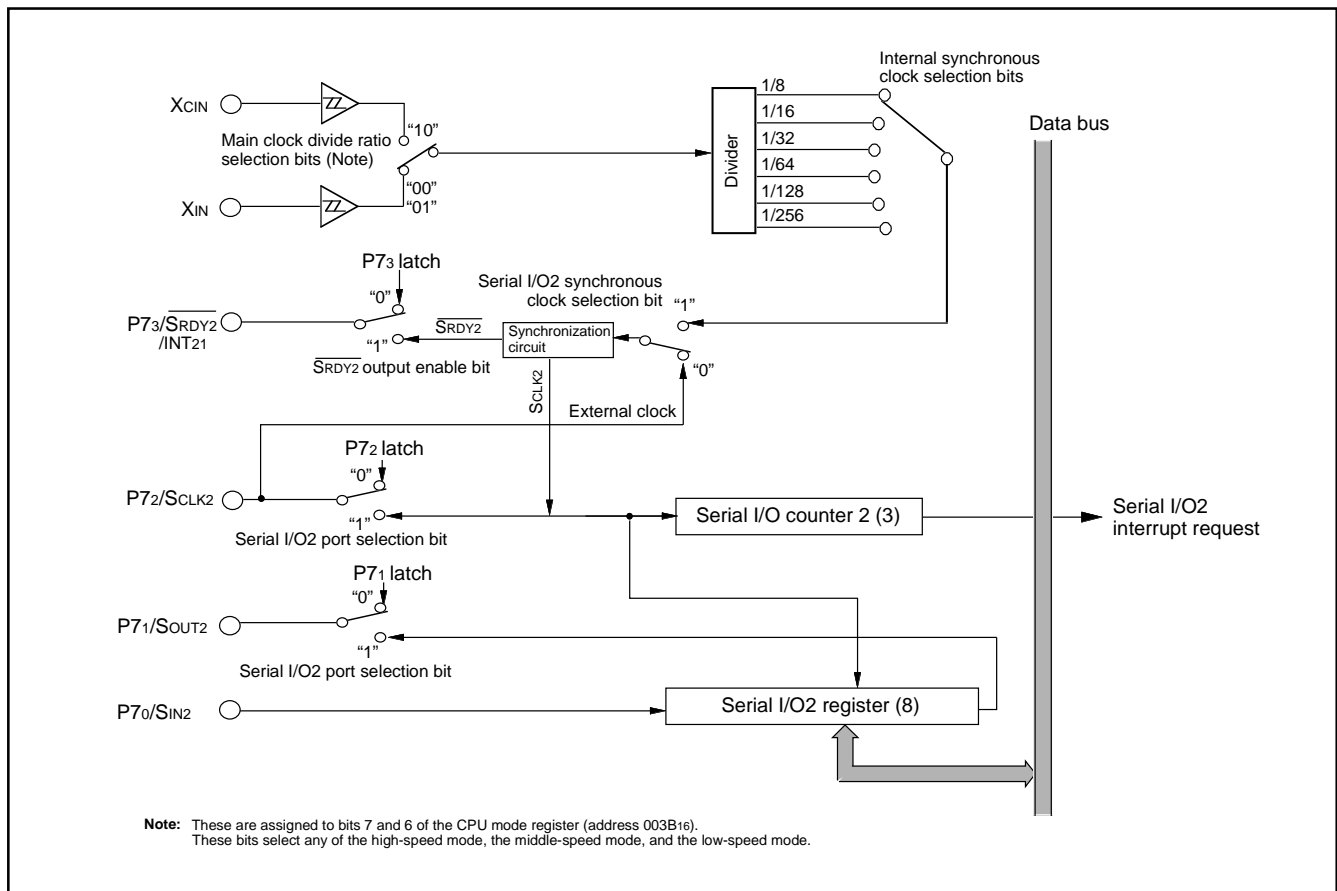 XCIN
Main clock divide ratio
selection bits (Note)
“10”
“00”
“01”
XIN
Divider
1/8
1/16
1/32
1/64
1/128
1/256
Internal synchronous
clock selection bits
Data bus
P73 latch
“0”
P73/SRDY2
/INT21
“1”
SRDY2
SRDY2 output enable bit
Serial I/O2 synchronous
clock selection bit
Synchronization
circuit
“1”
“0”
SCLK2
External clock
P72 latch
“0”
P72/SCLK2
“1”
Serial I/O2 port selection bit
Serial I/O counter 2 (3)
Serial I/O2
interrupt request
P71 latch
“0”
P71/SOUT2
“1”
Serial I/O2 port selection bit
P70/SIN2
Serial I/O2 register (8)
Note: These are assigned to bits 7 and 6 of the CPU mode register (address 003B16).
These bits select any of the high-speed mode, the middle-speed mode, and the low-speed mode.